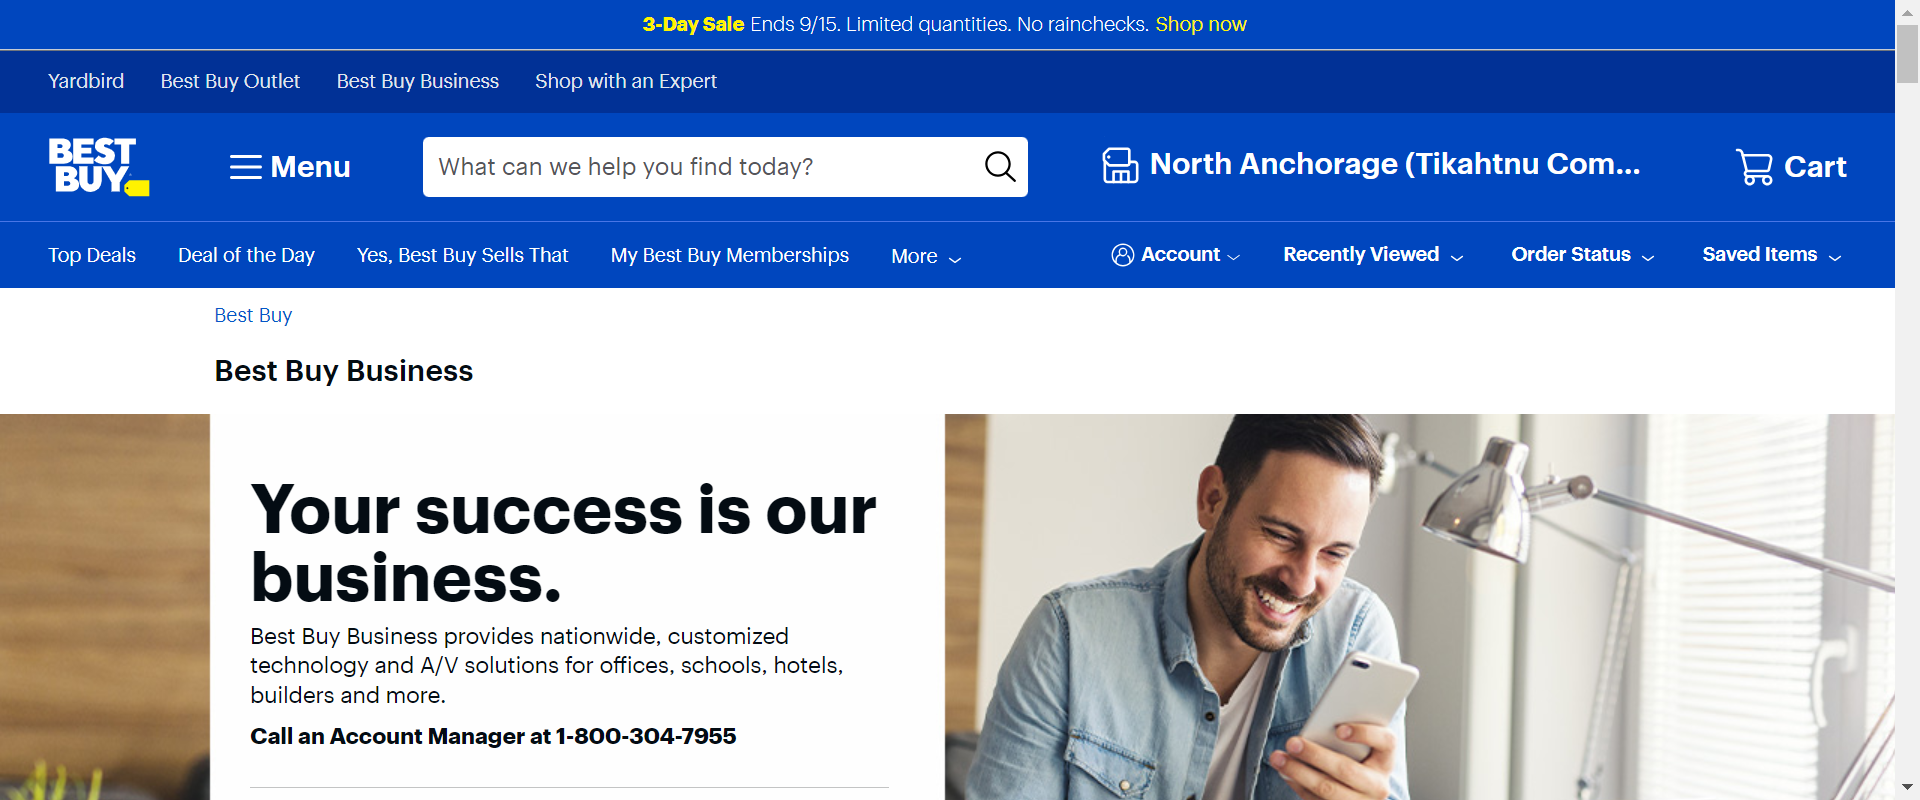 3-Day Sale Ends 9/15. Limited quantities. No rainchecks. Shop now
Yardbird Best Buy Outlet Best Buy Business Shop with an Expert
BEST
BUY
Menu
What can we help you find today?
North Anchorage (Tikahtnu Com...
Cart
Top Deals Deal of the Day Yes, Best Buy Sells That My Best Buy Memberships More Account Recently Viewed Order Status Saved Items
Best Buy
Best Buy Business
Your success is our
business.
Best Buy Business provides nationwide, customized
technology and A/V solutions for offices, schools, hotels,
builders and more.
Call an Account Manager at 1-800-304-7955